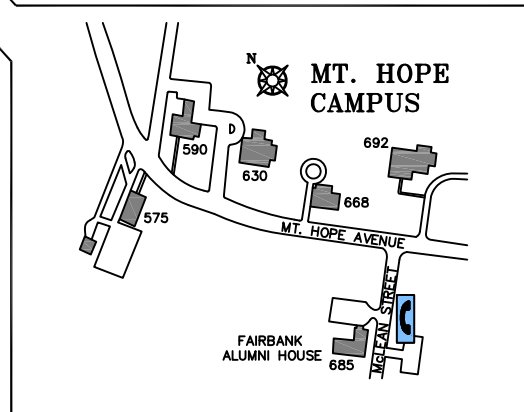 N
MT. HOPE
CAMPUS
590
630
692
668
575
MT. HOPE AVENUE
McLEAN STREET
FAIRBANK
ALUMNI HOUSE
685